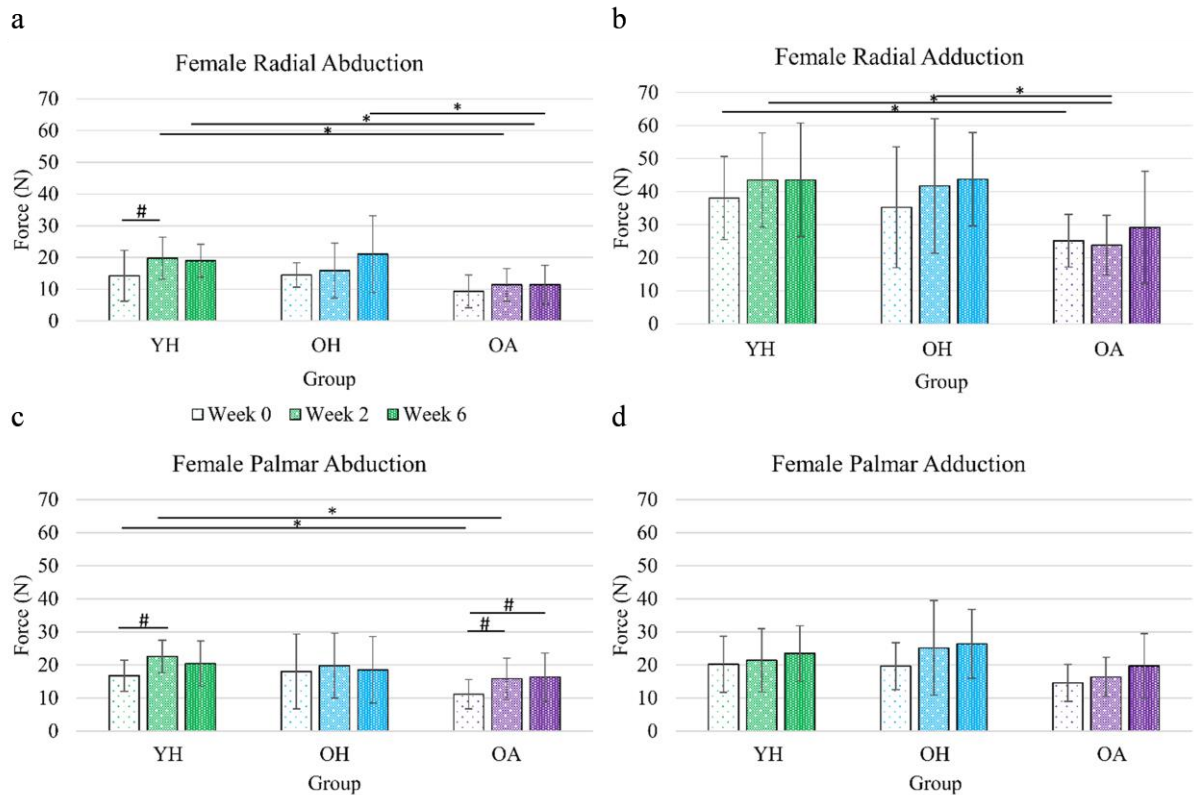 a
Female Radial Abduction
70
60
50
40
30
20
10
0
Force (N)
*
*
*
#
YH OH OA
Group
b
Female Radial Adduction
70
60
50
40
30
20
10
0
Force (N)
*
*
*
YH OH OA
Group
Week 0 Week 2 Week 6
c
Female Palmar Abduction
70
60
50
40
30
20
10
0
Force (N)
*
*
#
#
#
YH OH OA
Group
d
Female Palmar Adduction
70
60
50
40
30
20
10
0
Force (N)
YH OH OA
Group